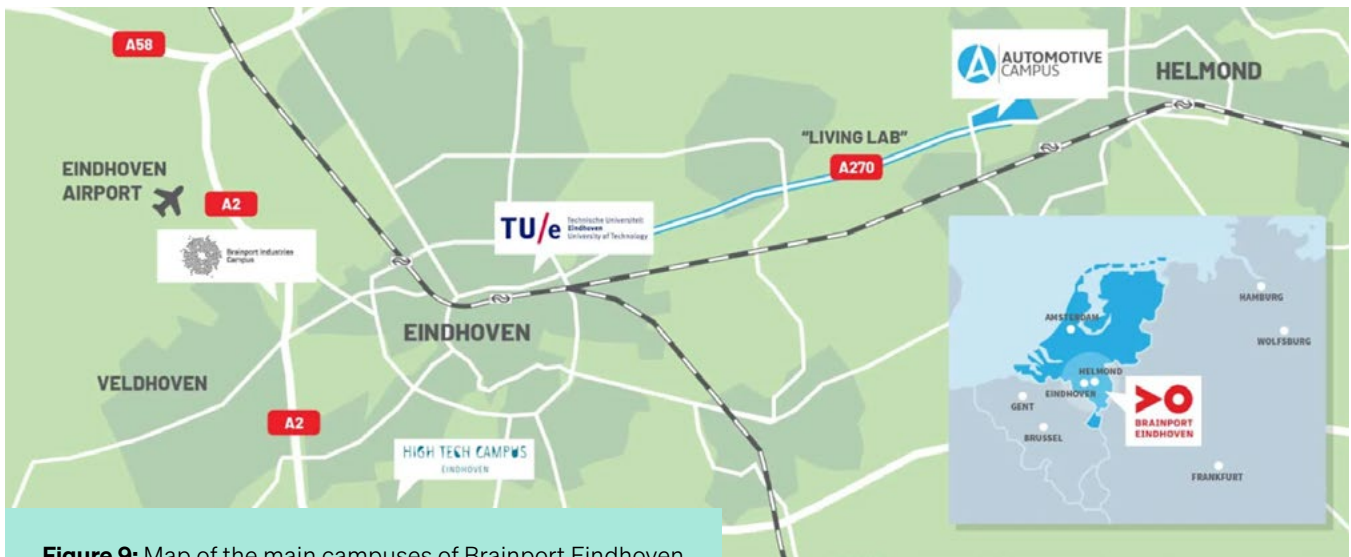 A58
AUTOMOTIVE
CAMPUS
HELMOND
"LIVING LAB"
A270
EINDHOVEN
AIRPORT
A2
TU/e Technische Universiteit
Eindhoven
University of Technology
Brainport Industries
Campus
EINDHOVEN
VELDHOVEN
A2
HIGH TECH CAMPUS
EINDHOVEN
HAMBURG
AMSTERDAM
WOLFSBURG
HELMOND
EINDHOVEN
GENT
BRUSSEL
BRAINPORT
EINDHOVEN
FRANKFURT
Figure 9: Map of the main campuses of Brainport Eindhoven